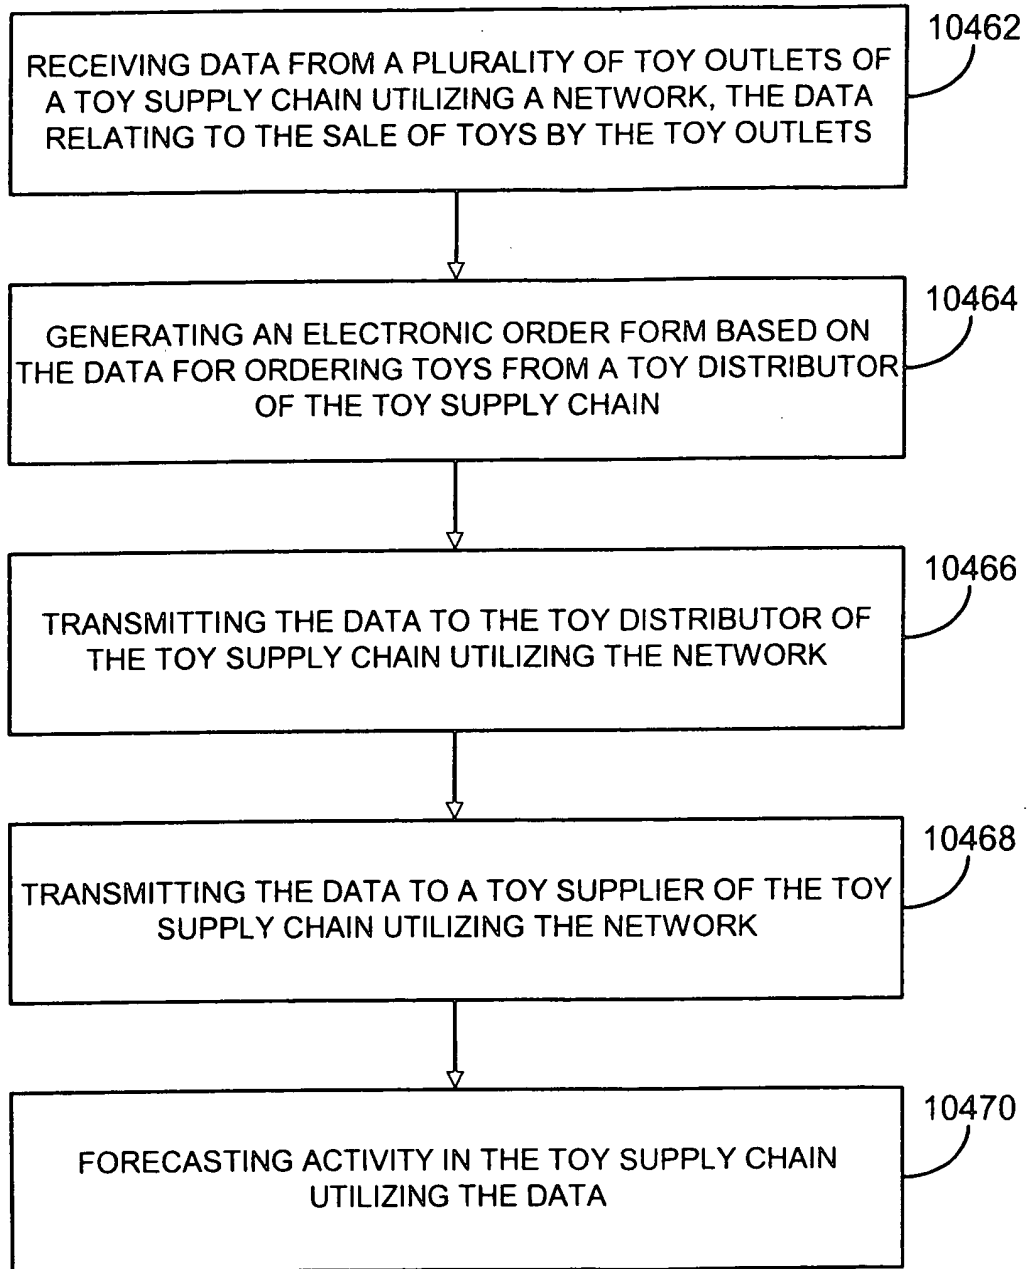 10462
RECEIVING DATA FROM A PLURALITY OF TOY OUTLETS OF
A TOY SUPPLY CHAIN UTILIZING A NETWORK, THE DATA
RELATING TO THE SALE OF TOYS BY THE TOY OUTLETS
10464
GENERATING AN ELECTRONIC ORDER FORM BASED ON
THE DATA FOR ORDERING TOYS FROM A TOY DISTRIBUTOR
OF THE TOY SUPPLY CHAIN
10466
TRANSMITTING THE DATA TO THE TOY DISTRIBUTOR OF
THE TOY SUPPLY CHAIN UTILIZING THE NETWORK
10468
TRANSMITTING THE DATA TO A TOY SUPPLIER OF THE TOY
SUPPLY CHAIN UTILIZING THE NETWORK
10470
FORECASTING ACTIVITY IN THE TOY SUPPLY CHAIN
UTILIZING THE DATA